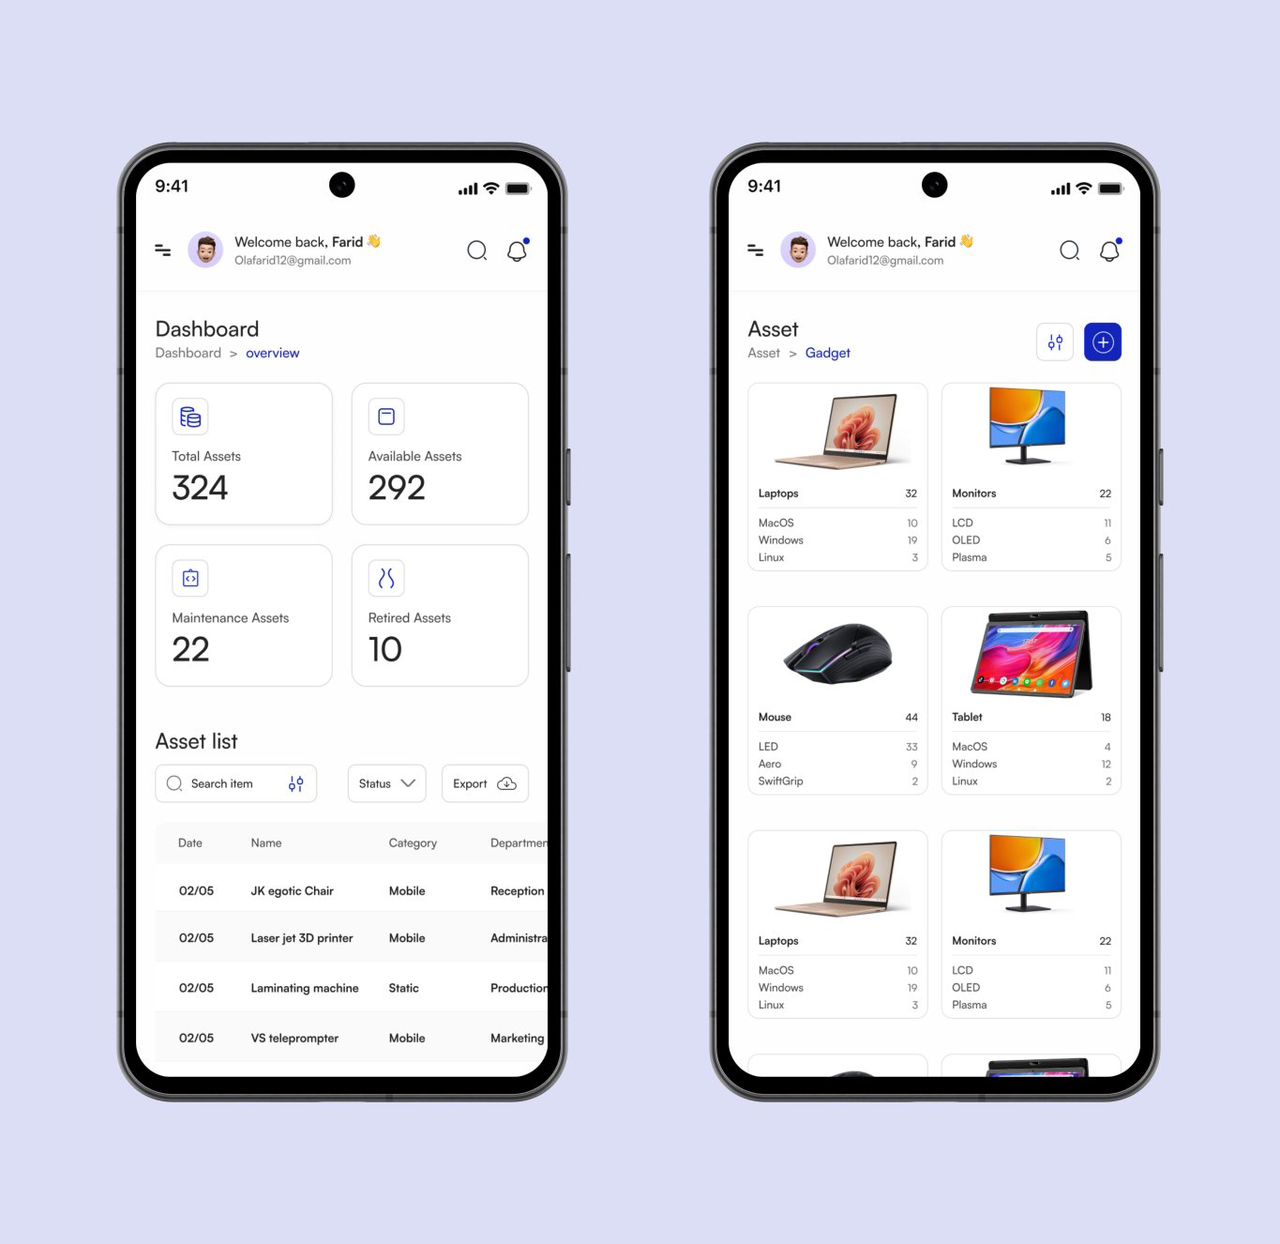 9:41
Welcome back, Farid 👋
Olafarid12@gmail.com
Dashboard
Dashboard > overview
Total Assets
324
Available Assets
292
Maintenance Assets
22
Retired Assets
10
Asset list
Search item
Status
Export
Date Name Category Departmen
02/05 JK egotic Chair Mobile Reception
02/05 Laser jet 3D printer Mobile Administra
02/05 Laminating machine Static Production
02/05 VS teleprompter Mobile Marketing
9:41
Welcome back, Farid 👋
Olafarid12@gmail.com
Asset
Asset > Gadget
Laptops 32
MacOS 10
Windows 19
Linux 3
Monitors 22
LCD 11
OLED 6
Plasma 5
Mouse 44
LED 33
Aero 9
SwiftGrip 2
Tablet 18
MacOS 4
Windows 12
Linux 2
Laptops 32
MacOS 10
Windows 19
Linux 3
Monitors 22
LCD 11
OLED 6
Plasma 5